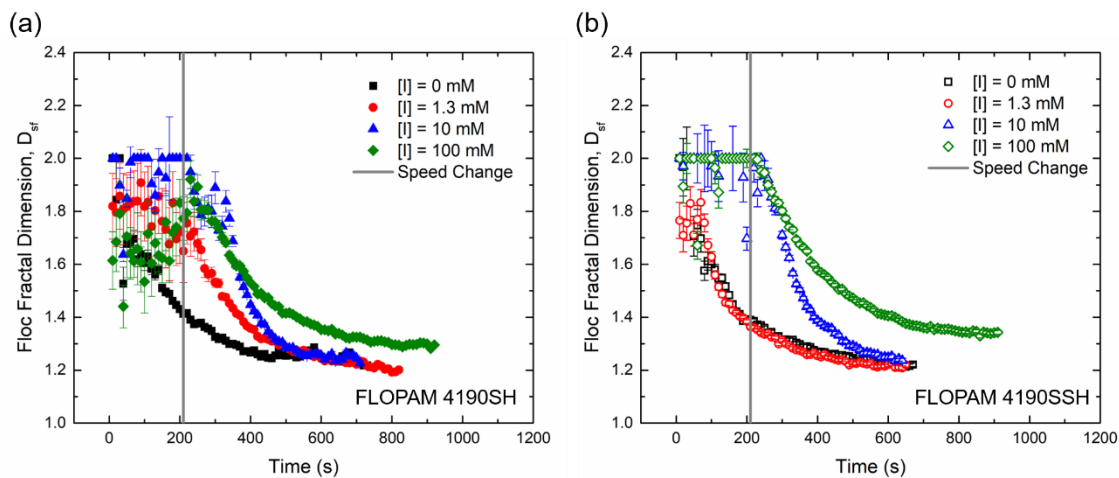 (a)
2.4
2.2
2.0
1.8
1.6
1.4
1.2
1.0
Floc Fractal Dimension, D_sf
[I] = 0 mM
[I] = 1.3 mM
[I] = 10 mM
[I] = 100 mM
Speed Change
FLOPAM 4190SH
0 200 400 600 800 1000 1200
Time (s)
(b)
2.4
2.2
2.0
1.8
1.6
1.4
1.2
1.0
Floc Fractal Dimension, D_sf
[I] = 0 mM
[I] = 1.3 mM
[I] = 10 mM
[I] = 100 mM
Speed Change
FLOPAM 4190SSH
0 200 400 600 800 1000 1200
Time (s)